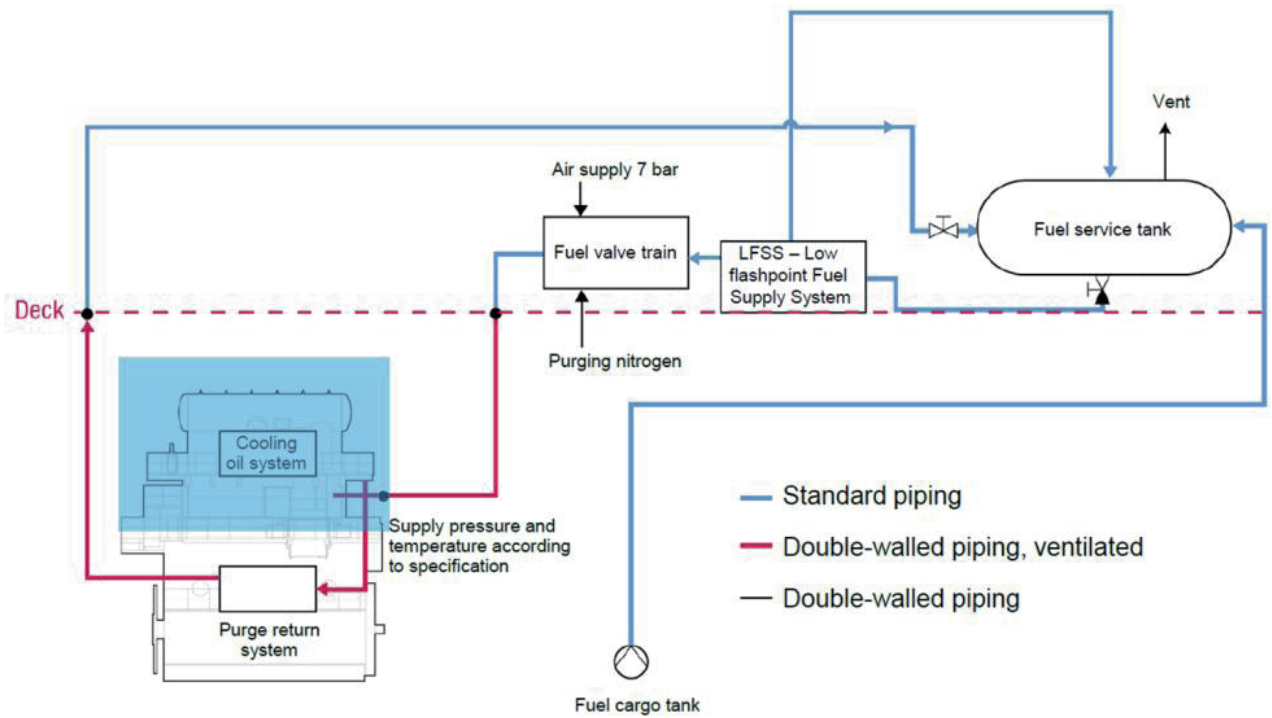 Vent
Air supply 7 bar
Fuel valve train
LFSS – Low
flashpoint Fuel
Supply System
Fuel service tank
Deck
Purging nitrogen
Cooling
oil system
Supply pressure and
temperature according
to specification
Purge return
system
Standard piping
Double-walled piping, ventilated
Double-walled piping
Fuel cargo tank